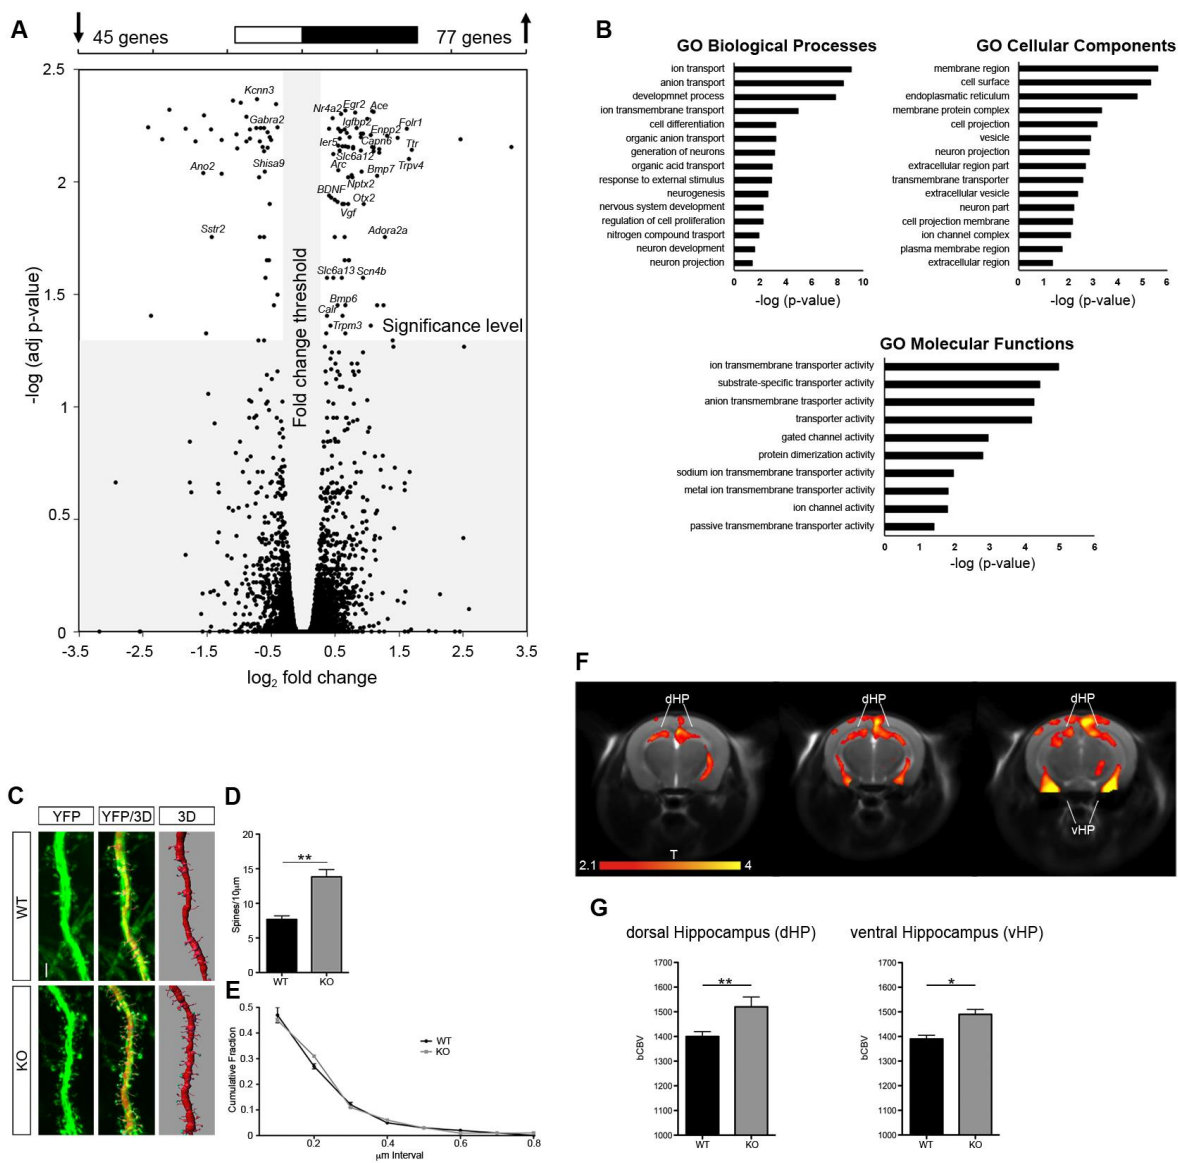 A
45 genes
77 genes
2.5
2
1.5
1
0.5
0
-log (adj p-value)
Kcnn3
Gabra2
Ano2
Shisa9
Sstr2
Nr4a2
Egr2
Ace
Igfbp2
Enpp2
Folr1
Ier5
Capn6
Ttr
Slc6a12
Arc
Trpv4
Bmp7
Nptx2
BDNF
Otx2
Vgf
Adora2a
Slc6a13
Scn4b
Bmp6
Calr
Trpm3
Significance level
Fold change threshold
-3.5
-2.5
-1.5
-0.5
0.5
1.5
2.5
3.5
log2 fold change
B
GO Biological Processes
ion transport
anion transport
developmnet process
ion transmembrane transport
cell differentiation
organic anion transport
generation of neurons
organic acid transport
response to external stimulus
neurogenesis
nervous system development
regulation of cell proliferation
nitrogen compound trasport
neuron development
neuron projection
0 2 4 6 8 10
-log (p-value)
GO Cellular Components
membrane region
cell surface
endoplasmatic reticulum
membrane protein complex
cell projection
vesicle
neuron projection
extracellular region part
transmembrane transporter
extracellular vesicle
neuron part
cell projection membrane
ion channel complex
plasma membrabe region
extracellular region
0 1 2 3 4 5 6
-log (p-value)
GO Molecular Functions
ion transmembrane transporter activity
substrate-specific transporter activity
anion transmembrane trasporter activity
transporter activity
gated channel activity
protein dimerization activity
sodium ion transmembrane transporter activity
metal ion transmembrane transporter activity
ion channel activity
passive transmembrane transporter activity
0 1 2 3 4 5 6
-log (p-value)
C
YFP
YFP/3D
3D
WT
KO
D
Spines/10μm
20
15
10
5
0
**
WT
KO
E
Cumulative Fraction
0.5
0.4
0.3
0.2
0.1
0
WT
KO
0.2
0.4
0.6
0.8
μm Interval
F
dHP
dHP
dHP
vHP
2.1
T
4
G
dorsal Hippocampus (dHP)
bCBV
1700
1600
1500
1400
1300
1200
1100
1000
**
WT
KO
ventral Hippocampus (vHP)
bCBV
1700
1600
1500
1400
1300
1200
1100
1000
*
WT
KO